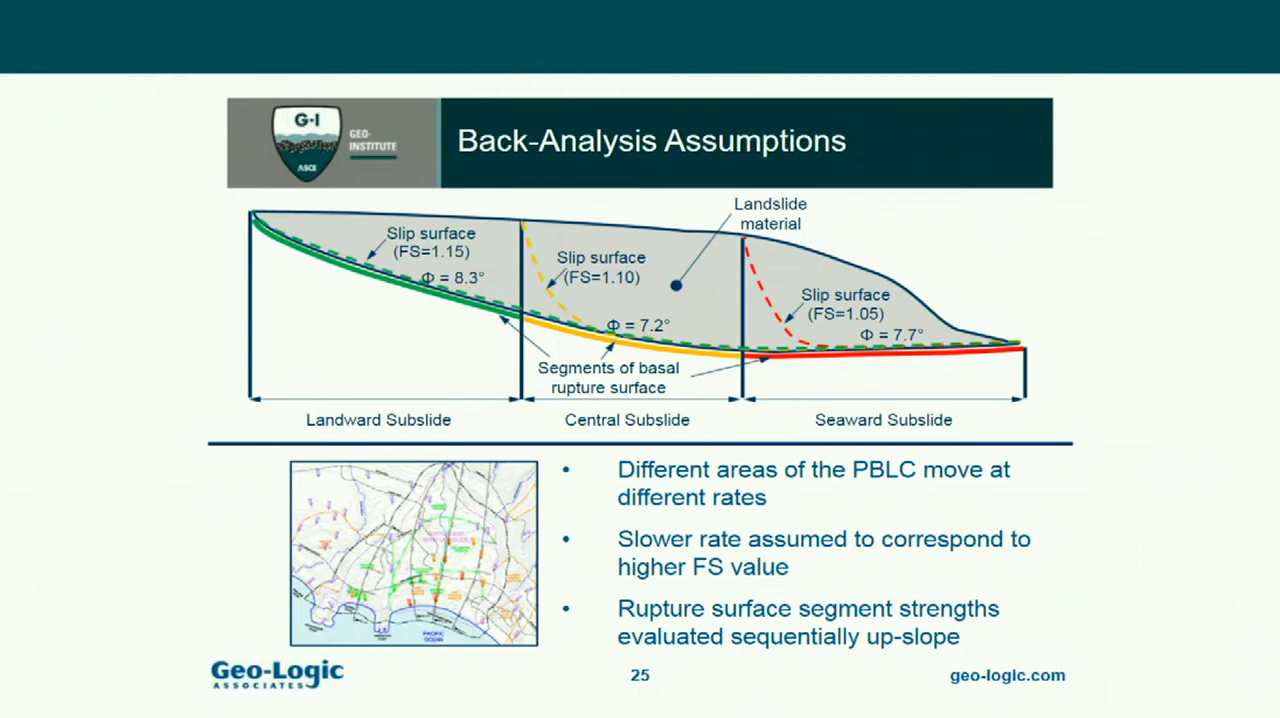 G-I
GEO-
INSTITUTE
ASCE
Back-Analysis Assumptions
Landslide
material
Slip surface
(FS=1.15)
Φ = 8.3°
Slip surface
(FS=1.10)
Φ = 7.2°
Slip surface
(FS=1.05)
Φ = 7.7°
Segments of basal
rupture surface
Landward Subslide
Central Subslide
Seaward Subslide
PACIFIC
OCEAN
• Different areas of the PBLC move at
different rates
• Slower rate assumed to correspond to
higher FS value
• Rupture surface segment strengths
evaluated sequentially up-slope
Geo-Logic
ASSOCIATES
25
geo-logic.com